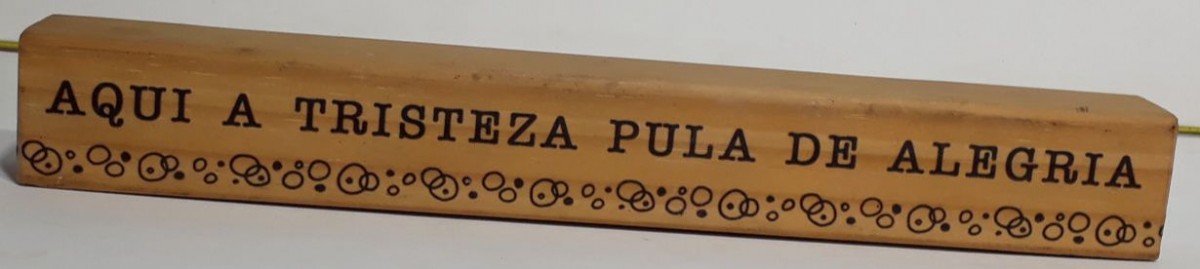 AQUI A TRISTEZA PULA DE ALEGRIA